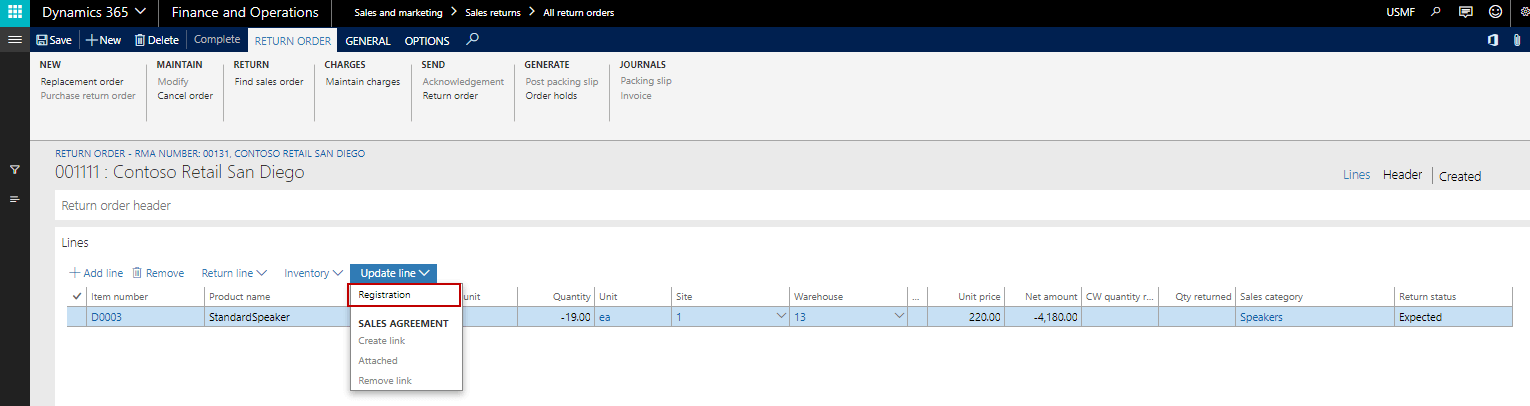 Dynamics 365 Finance and Operations Sales and marketing > Sales returns > All return orders USMF
Save + New Delete Complete RETURN ORDER GENERAL OPTIONS
NEW MAINTAIN RETURN CHARGES SEND GENERATE JOURNALS
Replacement order Modify Find sales order Maintain charges Acknowledgement Post packing slip Packing slip
Purchase return order Cancel order Return order Order holds Invoice
RETURN ORDER - RMA NUMBER: 00131, CONTOSO RETAIL SAN DIEGO
001111 : Contoso Retail San Diego Lines Header Created
Return order header
Lines
+ Add line Remove Return line Inventory Update line
Item number Product name unit Quantity Unit Site Warehouse ... Unit price Net amount CW quantity r... Qty returned Sales category Return status
D0003 StandardSpeaker -19.00 ea 1 13 220.00 -4,180.00 Speakers Expected
Registration
SALES AGREEMENT
Create link
Attached
Remove link